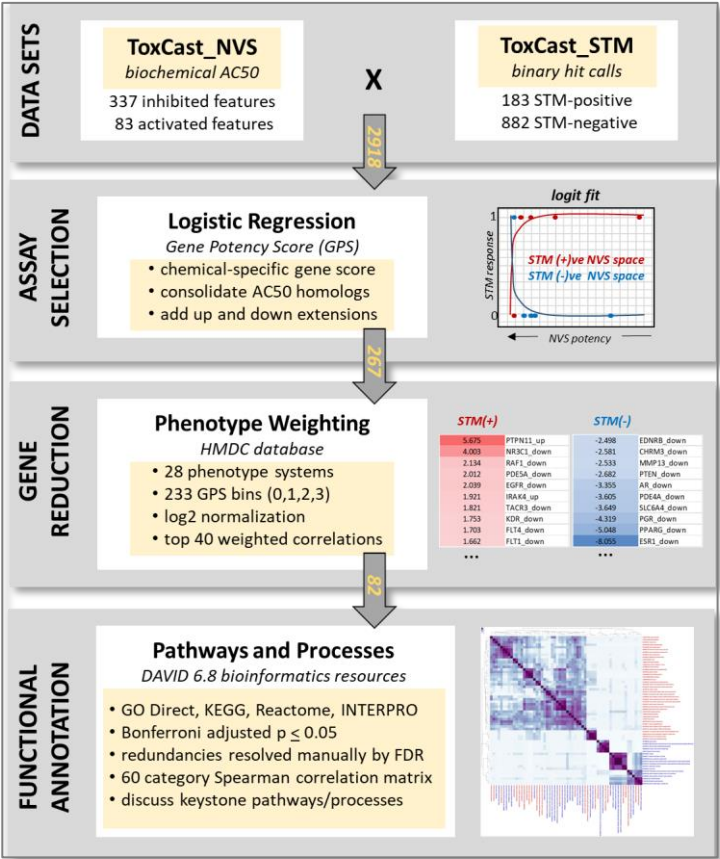 DATA SETS
ToxCast_NVS
biochemical AC50
337 inhibited features
83 activated features
X
ToxCast_STM
binary hit calls
183 STM-positive
882 STM-negative
2918
ASSAY
SELECTION
Logistic Regression
Gene Potency Score (GPS)
• chemical-specific gene score
• consolidate AC50 homologs
• add up and down extensions
logit fit
STM response
1
0
STM (+)ve NVS space
STM (-)ve NVS space
NVS potency
267
GENE
REDUCTION
Phenotype Weighting
HMDC database
• 28 phenotype systems
• 233 GPS bins (0,1,2,3)
• log2 normalization
• top 40 weighted correlations
STM(+)
5.675 PTPN11_up
4.003 NR3C1_down
2.134 RAF1_down
2.012 PDE5A_down
2.039 EGFR_down
1.921 IRAK4_up
1.821 TACR3_down
1.753 KDR_down
1.703 FLT4_down
1.662 FLT1_down
...
STM(-)
-2.498 EDNRB_down
-2.581 CHRM3_down
-2.533 MMP13_down
-2.682 PTEN_down
-3.355 AR_down
-3.605 PDE4A_down
-3.649 SLC6A4_down
-4.319 PGR_down
-5.048 PPARG_down
-8.055 ESR1_down
...
82
FUNCTIONAL
ANNOTATION
Pathways and Processes
DAVID 6.8 bioinformatics resources
• GO Direct, KEGG, Reactome, INTERPRO
• Bonferroni adjusted p ≤ 0.05
• redundancies resolved manually by FDR
• 60 category Spearman correlation matrix
• discuss keystone pathways/processes